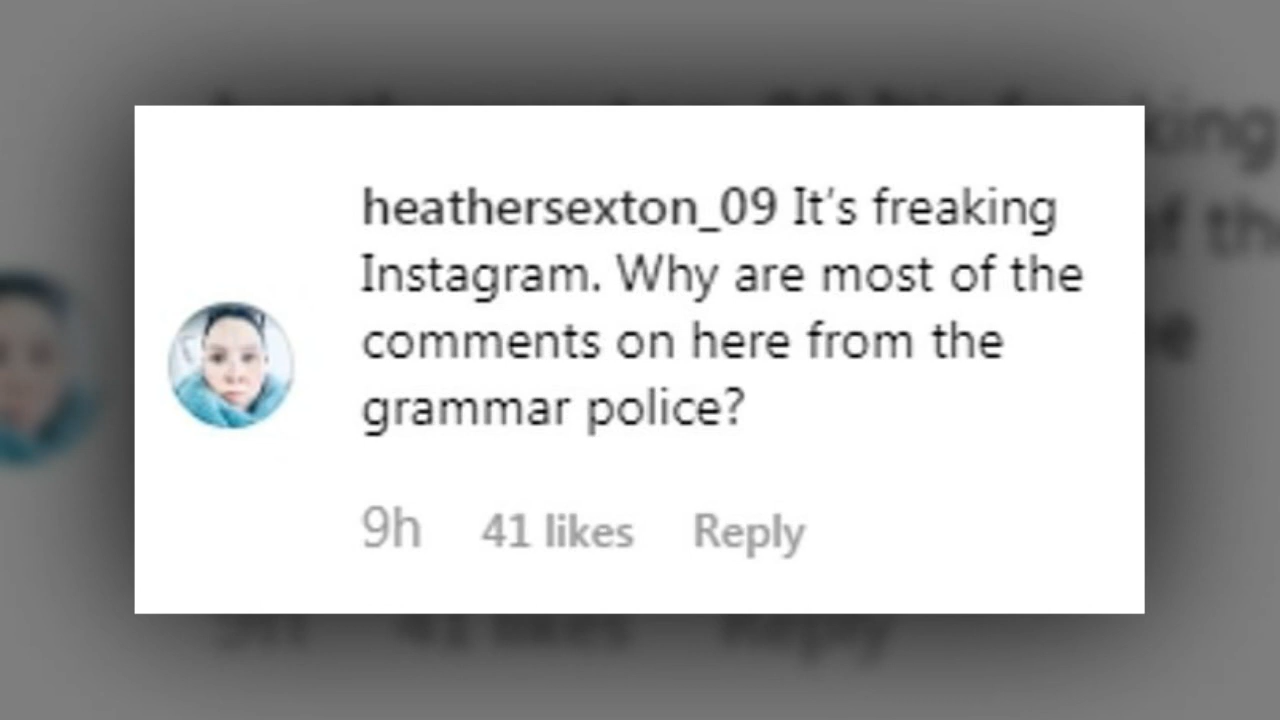 heathersexton_09 It's freaking
Instagram. Why are most of the
comments on here from the
grammar police?
9h 41 likes Reply